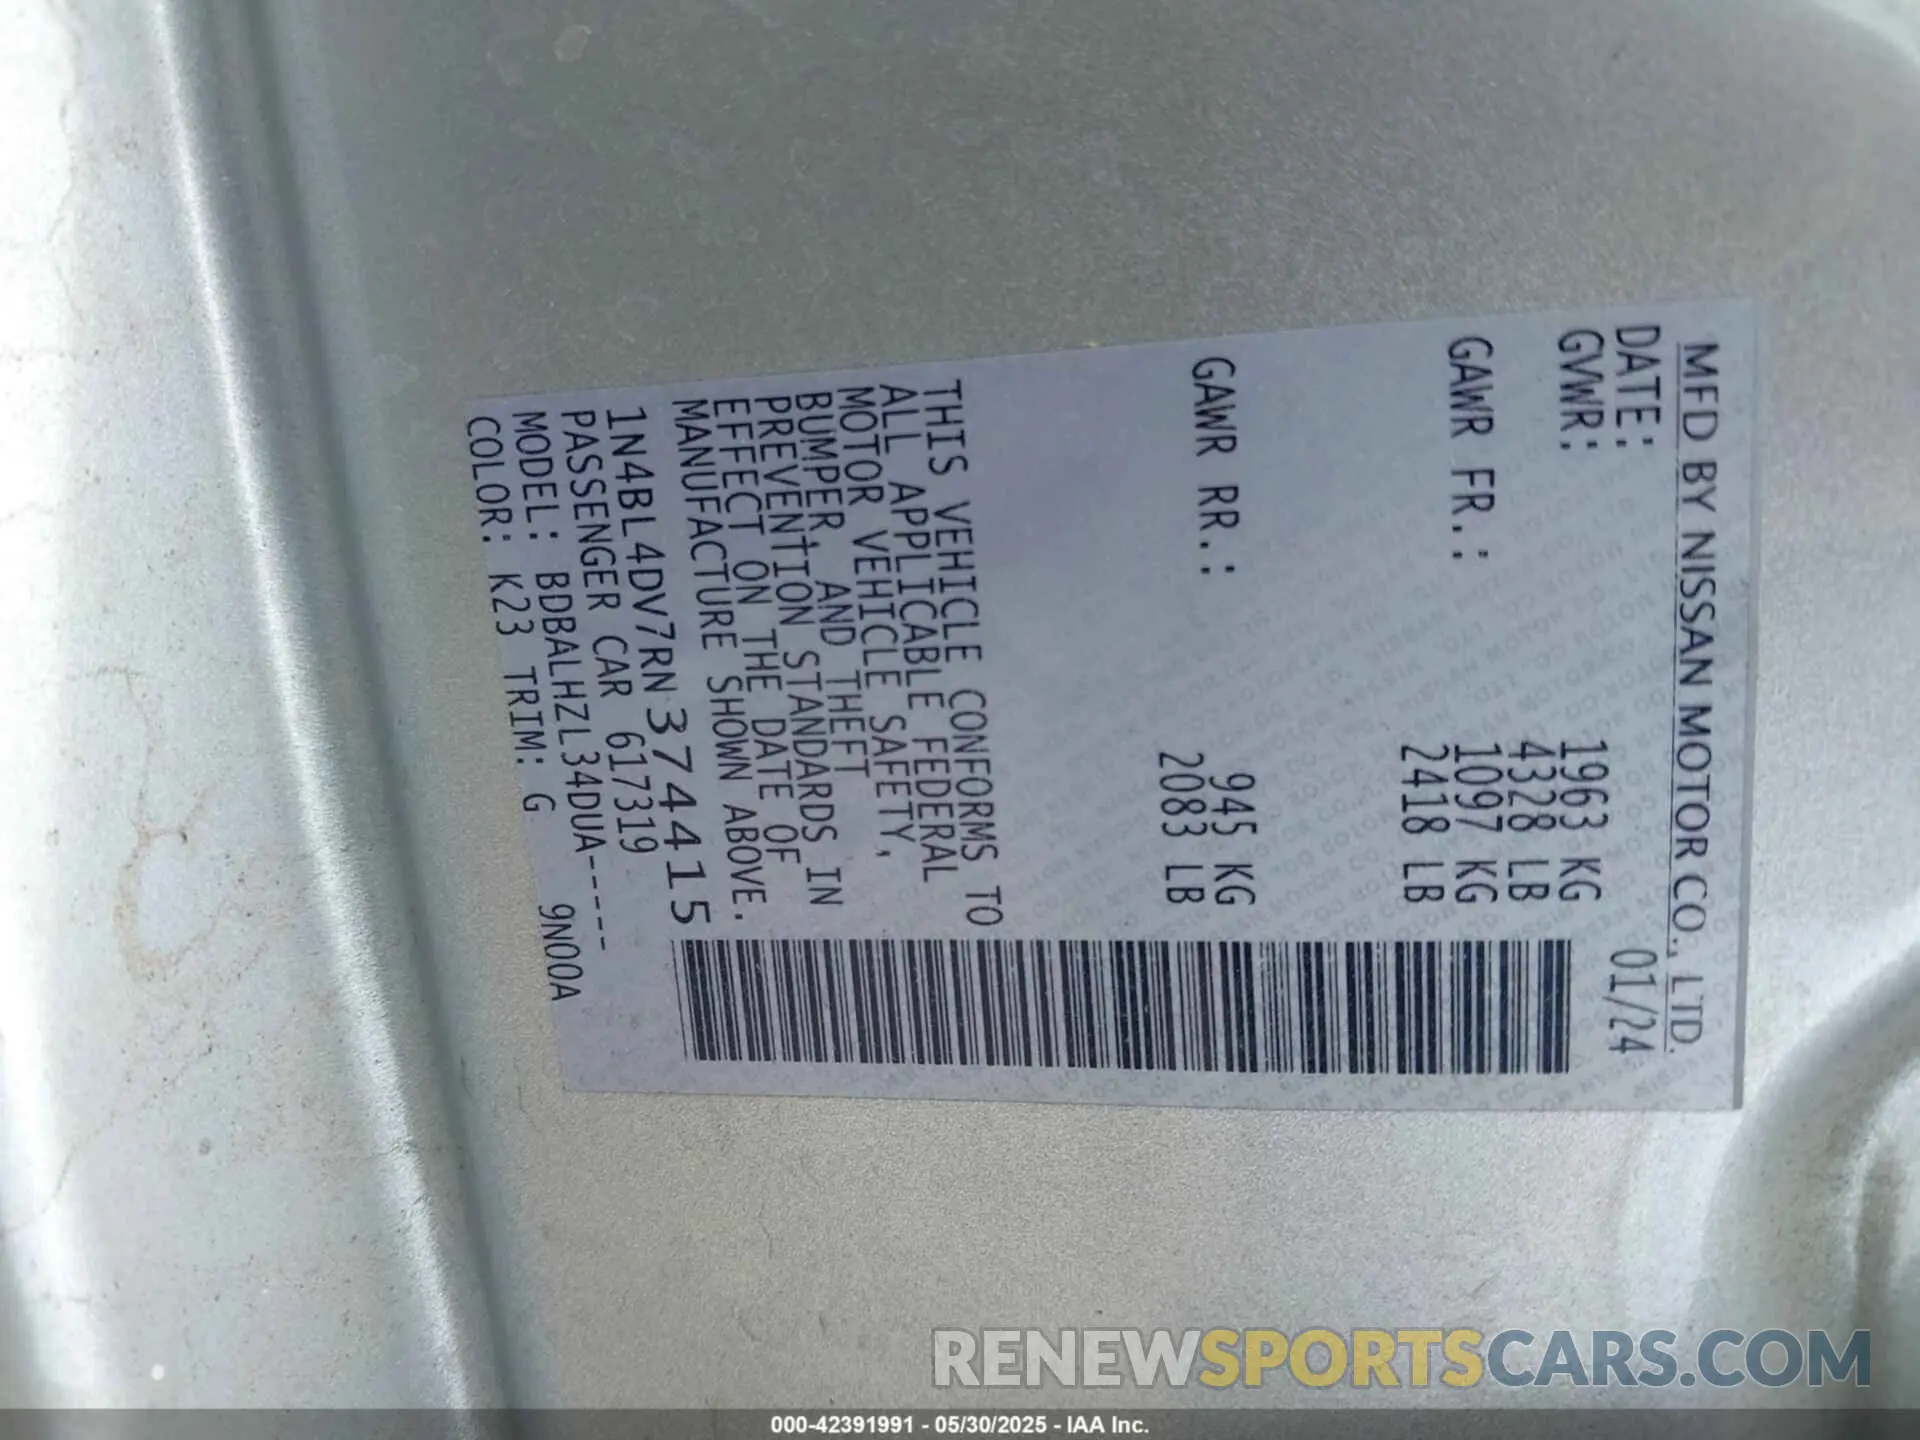 MFD BY NISSAN MOTOR CO., LTD.
DATE: 01/24
GVWR: 1963 KG
4328 LB
GAWR FR.: 1097 KG
2418 LB
GAWR RR.: 945 KG
2083 LB
THIS VEHICLE CONFORMS TO
ALL APPLICABLE FEDERAL
MOTOR VEHICLE SAFETY,
BUMPER, AND THEFT
PREVENTION STANDARDS IN
EFFECT ON THE DATE OF
MANUFACTURE SHOWN ABOVE.
1N4BL4DV7RN374415
PASSENGER CAR 617319
MODEL: BDBALHZL34DUA-----
COLOR: K23 TRIM: G 9N00A
RENEWSPORTSCARS.COM
000-42391991 - 05/30/2025 - IAA Inc.